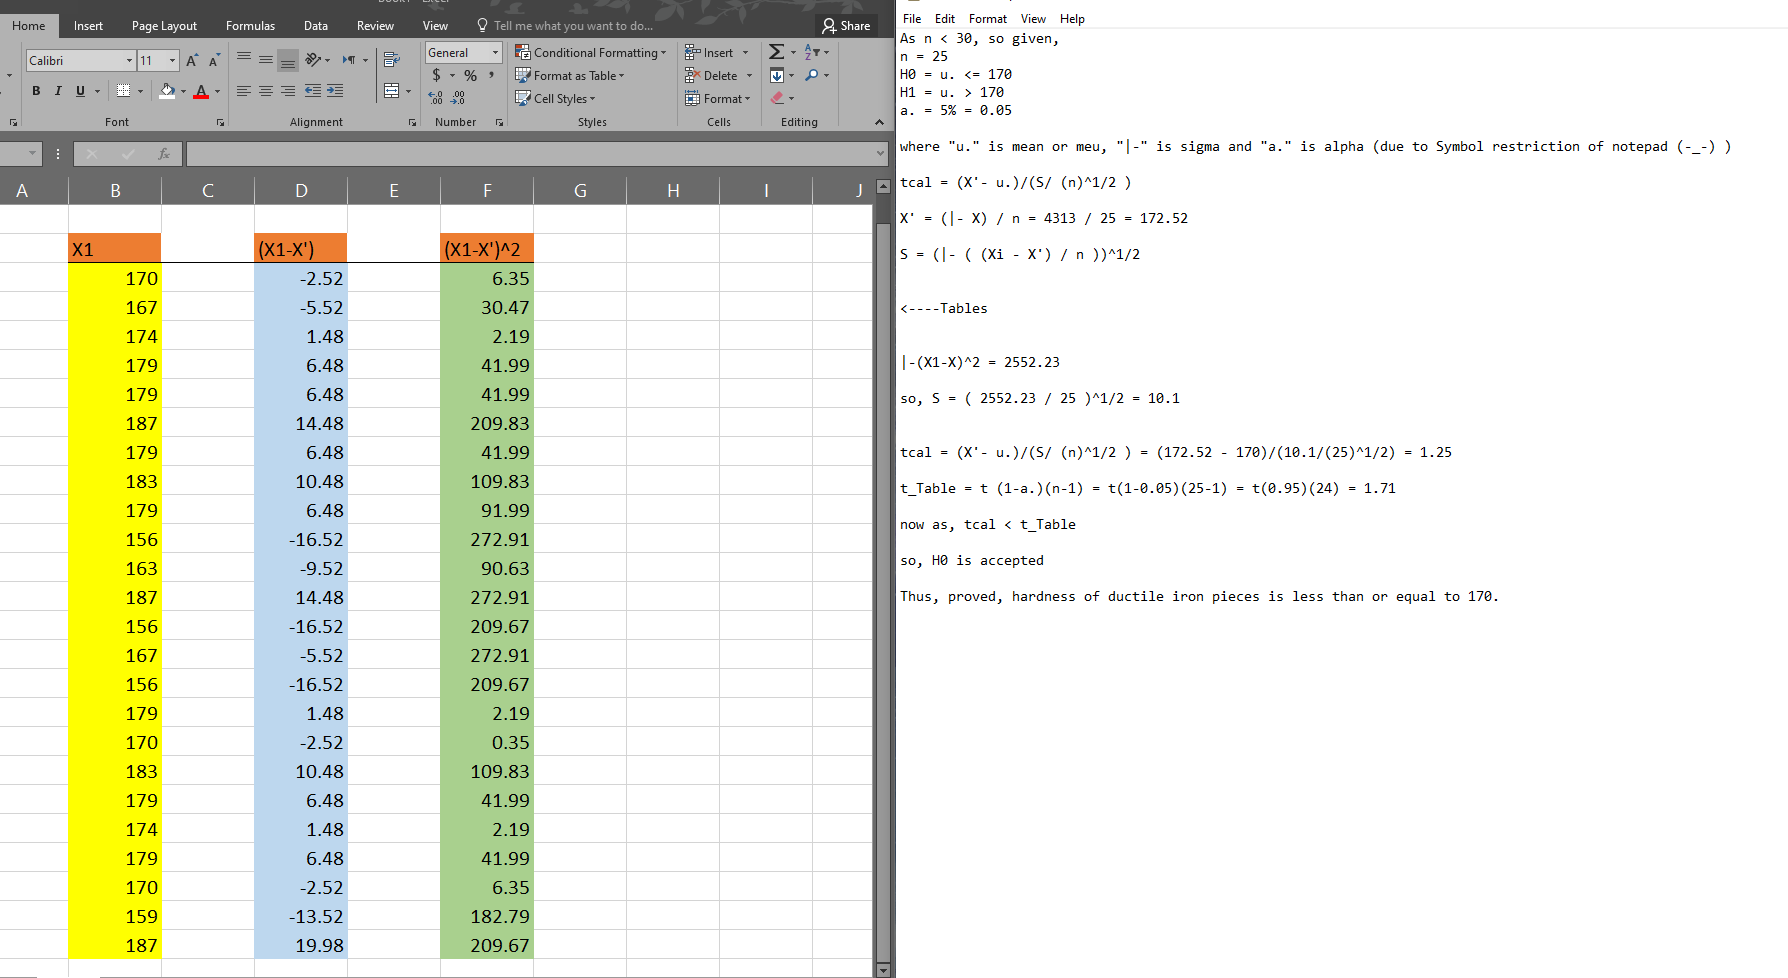 Home Insert Page Layout Formulas Data Review View Tell me what you want to do... Share
Calibri 11 General Conditional Formatting Insert
$ % , Format as Table Delete
B I U Cell Styles Format
Font Alignment Number Styles Cells Editing
fx
A B C D E F G H I J
X1 (X1-X') (X1-X')^2
170 -2.52 6.35
167 -5.52 30.47
174 1.48 2.19
179 6.48 41.99
179 6.48 41.99
187 14.48 209.83
179 6.48 41.99
183 10.48 109.83
179 6.48 91.99
156 -16.52 272.91
163 -9.52 90.63
187 14.48 272.91
156 -16.52 209.67
167 -5.52 272.91
156 -16.52 209.67
179 1.48 2.19
170 -2.52 0.35
183 10.48 109.83
179 6.48 41.99
174 1.48 2.19
179 6.48 41.99
170 -2.52 6.35
159 -13.52 182.79
187 19.98 209.67
File Edit Format View Help
As n < 30, so given,
n = 25
H0 = u. <= 170
H1 = u. > 170
a. = 5% = 0.05
where "u." is mean or meu, "|-" is sigma and "a." is alpha (due to Symbol restriction of notepad (-_-) )
tcal = (X'- u.)/(S/ (n)^1/2 )
X' = (|- X) / n = 4313 / 25 = 172.52
S = (|- ( (Xi - X') / n ))^1/2
<----Tables
|-(X1-X)^2 = 2552.23
so, S = ( 2552.23 / 25 )^1/2 = 10.1
tcal = (X'- u.)/(S/ (n)^1/2 ) = (172.52 - 170)/(10.1/(25)^1/2) = 1.25
t_Table = t (1-a.)(n-1) = t(1-0.05)(25-1) = t(0.95)(24) = 1.71
now as, tcal < t_Table
so, H0 is accepted
Thus, proved, hardness of ductile iron pieces is less than or equal to 170.